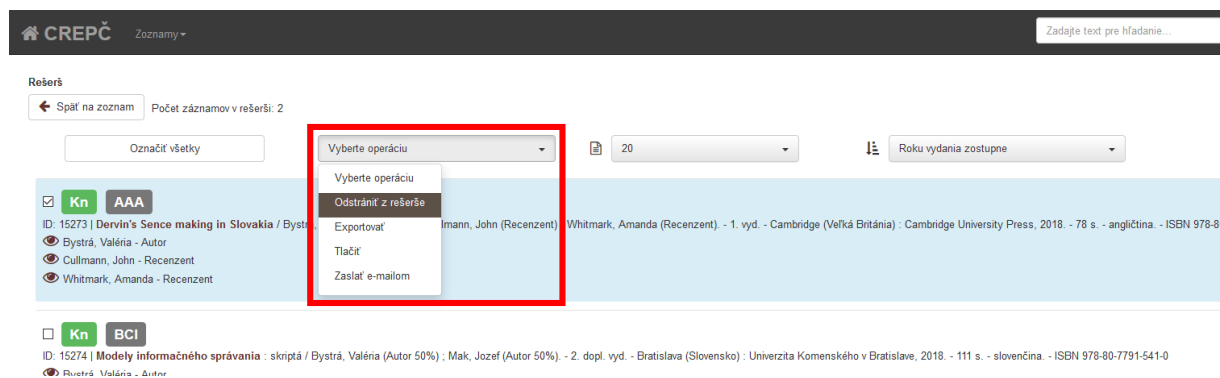 CREPČ Zoznamy Zadajte text pre hľadanie...
Rešerš
Späť na zoznam Počet záznamov v rešerši: 2
Označiť všetky Vyberte operáciu 20 Roku vydania zostupne
Vyberte operáciu
Odstrániť z rešerše
Exportovať
Tlačiť
Zaslať e-mailom
Kn AAA
ID: 15273 | Dervin's Sence making in Slovakia / Bystrá, John (Recenzent) Whitmark, Amanda (Recenzent). - 1. vyd. - Cambridge (Veľká Británia) : Cambridge University Press, 2018. - 78 s. - angličtina. - ISBN 978-8
Bystrá, Valéria - Autor
Cullmann, John - Recenzent
Whitmark, Amanda - Recenzent
Kn BCI
ID: 15274 | Modely informačného správania : skriptá / Bystrá, Valéria (Autor 50%) ; Mak, Jozef (Autor 50%). - 2. dopl. vyd. - Bratislava (Slovensko) : Univerzita Komenského v Bratislave, 2018. - 111 s. - slovenčina. - ISBN 978-80-7791-541-0
Bystrá, Valéria - Autor